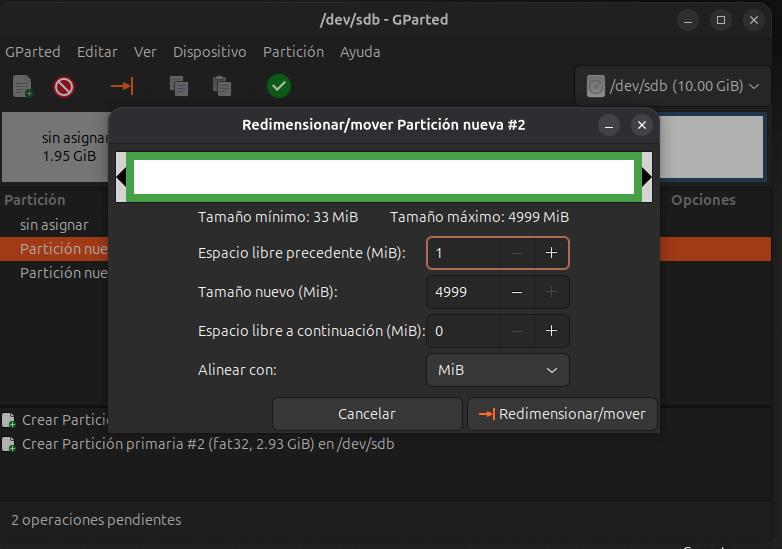 /dev/sdb - GParted
GParted Editar Ver Dispositivo Partición Ayuda
/dev/sdb (10.00 GiB)
sin asignar
1.95 GiB
Redimensionar/mover Partición nueva #2
Tamaño mínimo: 33 MiB Tamaño máximo: 4999 MiB
Espacio libre precedente (MiB): 1
Tamaño nuevo (MiB): 4999
Espacio libre a continuación (MiB): 0
Alinear con: MiB
Cancelar Redimensionar/mover
Partición Opciones
sin asignar
Partición nue
Partición nue
Crear Partici
Crear Partición primaria #2 (fat32, 2.93 GiB) en /dev/sdb
2 operaciones pendientes